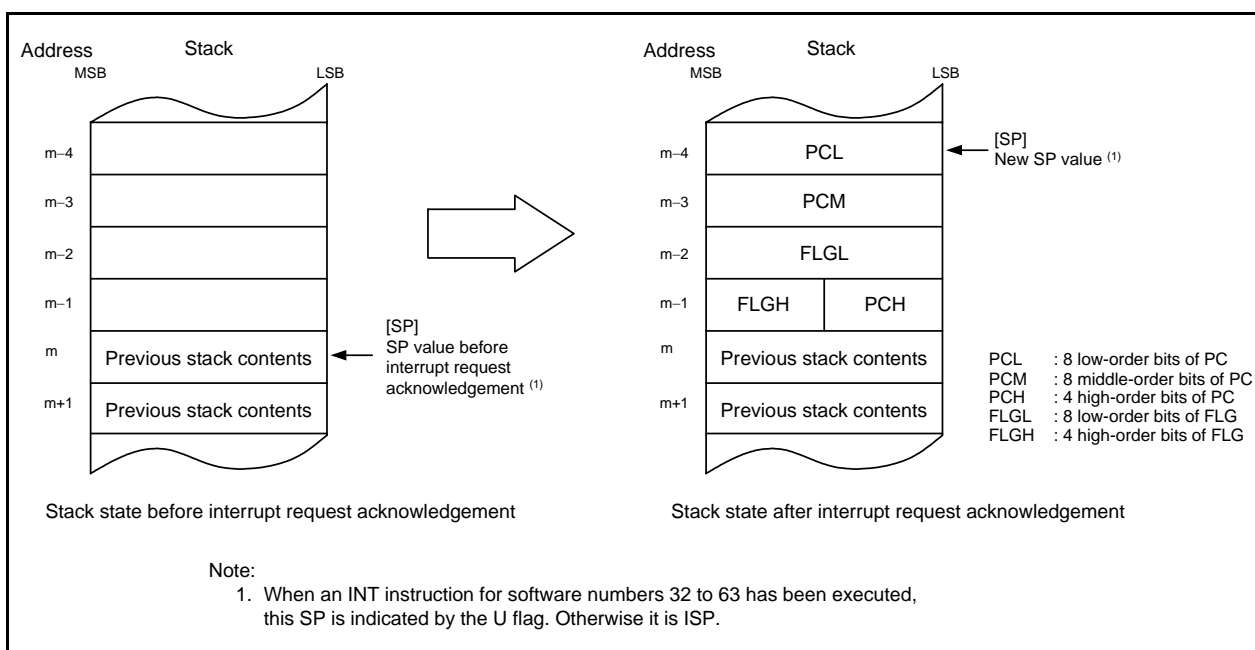 Address Stack
MSB LSB
m−4
m−3
m−2
m−1
m Previous stack contents
m+1 Previous stack contents
[SP]
SP value before
interrupt request
acknowledgement (1)
Stack state before interrupt request acknowledgement
Address Stack
MSB LSB
m−4 PCL
m−3 PCM
m−2 FLGL
m−1 FLGH PCH
m Previous stack contents
m+1 Previous stack contents
[SP]
New SP value (1)
PCL : 8 low-order bits of PC
PCM : 8 middle-order bits of PC
PCH : 4 high-order bits of PC
FLGL : 8 low-order bits of FLG
FLGH : 4 high-order bits of FLG
Stack state after interrupt request acknowledgement
Note:
1. When an INT instruction for software numbers 32 to 63 has been executed,
this SP is indicated by the U flag. Otherwise it is ISP.